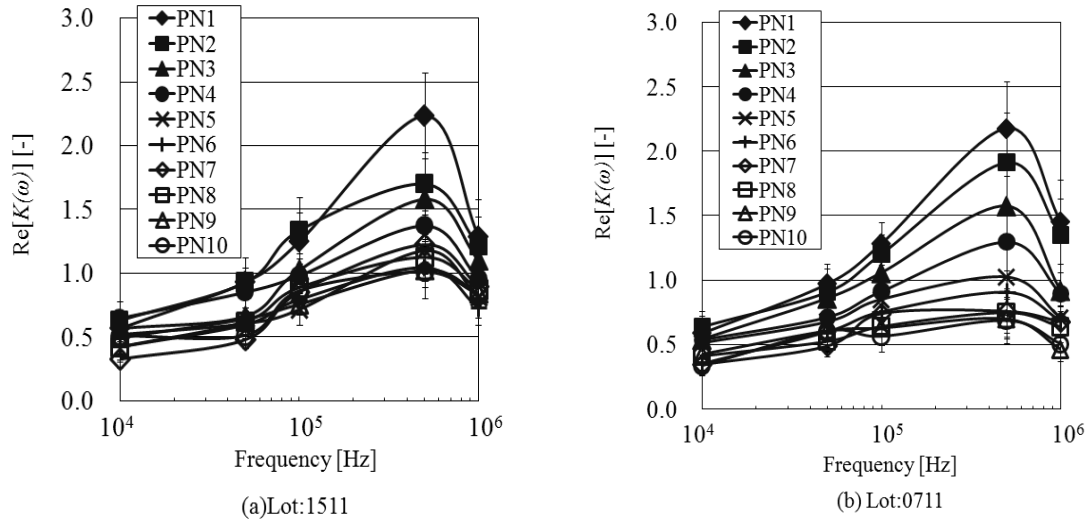 3.0
2.5
2.0
1.5
1.0
0.5
0.0
Re[K(ω)] [-]
PN1
PN2
PN3
PN4
PN5
PN6
PN7
PN8
PN9
PN10
10⁴
10⁵
10⁶
Frequency [Hz]
(a)Lot:1511
3.0
2.5
2.0
1.5
1.0
0.5
0.0
Re[K(ω)] [-]
PN1
PN2
PN3
PN4
PN5
PN6
PN7
PN8
PN9
PN10
10⁴
10⁵
10⁶
Frequency [Hz]
(b) Lot:0711